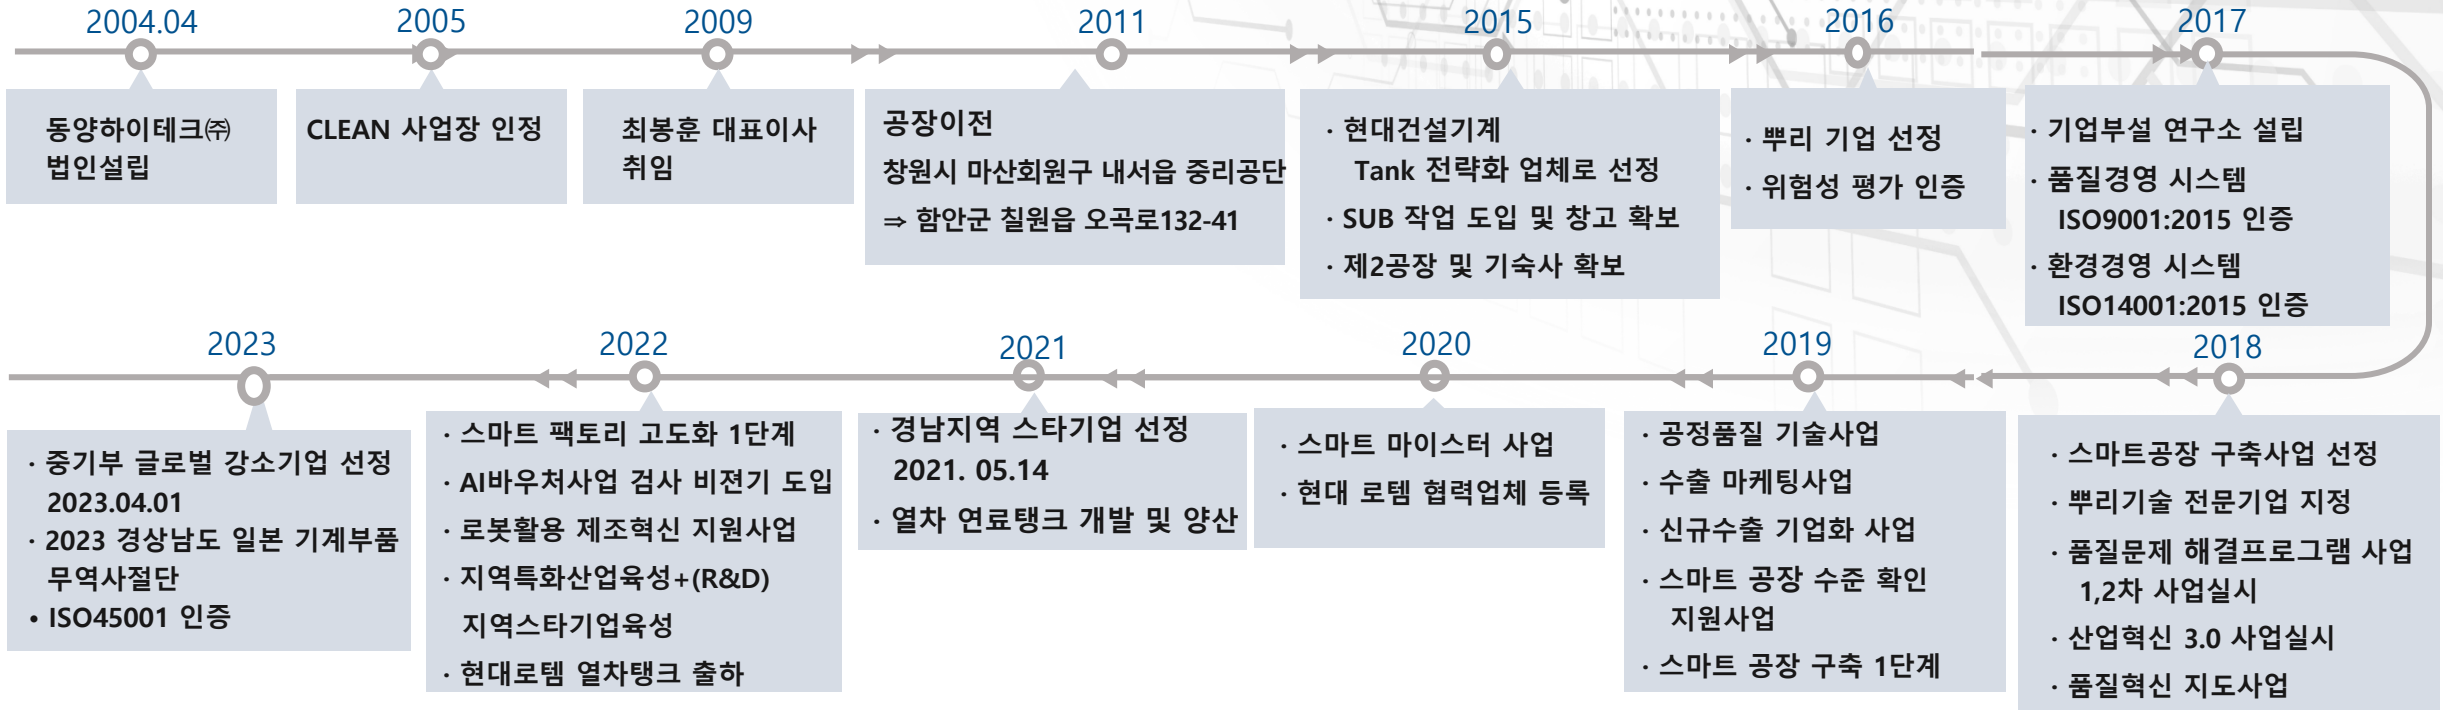 2004.04
동양하이테크㈜
법인설립
2005
CLEAN 사업장 인정
2009
최봉훈 대표이사
취임
2011
공장이전
창원시 마산회원구 내서읍 중리공단
⇒ 함안군 칠원읍 오곡로132-41
2015
· 현대건설기계
Tank 전략화 업체로 선정
· SUB 작업 도입 및 창고 확보
· 제2공장 및 기숙사 확보
2016
· 뿌리 기업 선정
· 위험성 평가 인증
2017
· 기업부설 연구소 설립
· 품질경영 시스템
ISO9001:2015 인증
· 환경경영 시스템
ISO14001:2015 인증
2018
· 스마트공장 구축사업 선정
· 뿌리기술 전문기업 지정
· 품질문제 해결프로그램 사업
1,2차 사업실시
· 산업혁신 3.0 사업실시
· 품질혁신 지도사업
2019
· 공정품질 기술사업
· 수출 마케팅사업
· 신규수출 기업화 사업
· 스마트 공장 수준 확인
지원사업
· 스마트 공장 구축 1단계
2020
· 스마트 마이스터 사업
· 현대 로템 협력업체 등록
2021
· 경남지역 스타기업 선정
2021. 05.14
· 열차 연료탱크 개발 및 양산
2022
· 스마트 팩토리 고도화 1단계
· AI바우처사업 검사 비젼기 도입
· 로봇활용 제조혁신 지원사업
· 지역특화산업육성+(R&D)
지역스타기업육성
· 현대로템 열차탱크 출하
2023
· 중기부 글로벌 강소기업 선정
2023.04.01
· 2023 경상남도 일본 기계부품
무역사절단
• ISO45001 인증